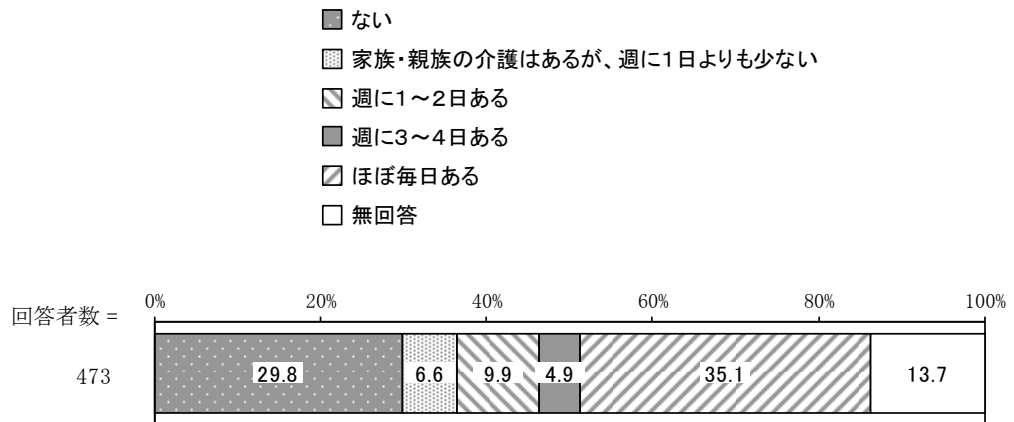 ない
家族・親族の介護はあるが、週に１日よりも少ない
週に１～２日ある
週に３～４日ある
ほぼ毎日ある
無回答
0% 20% 40% 60% 80% 100%
回答者数 =
473 29.8 6.6 9.9 4.9 35.1 13.7